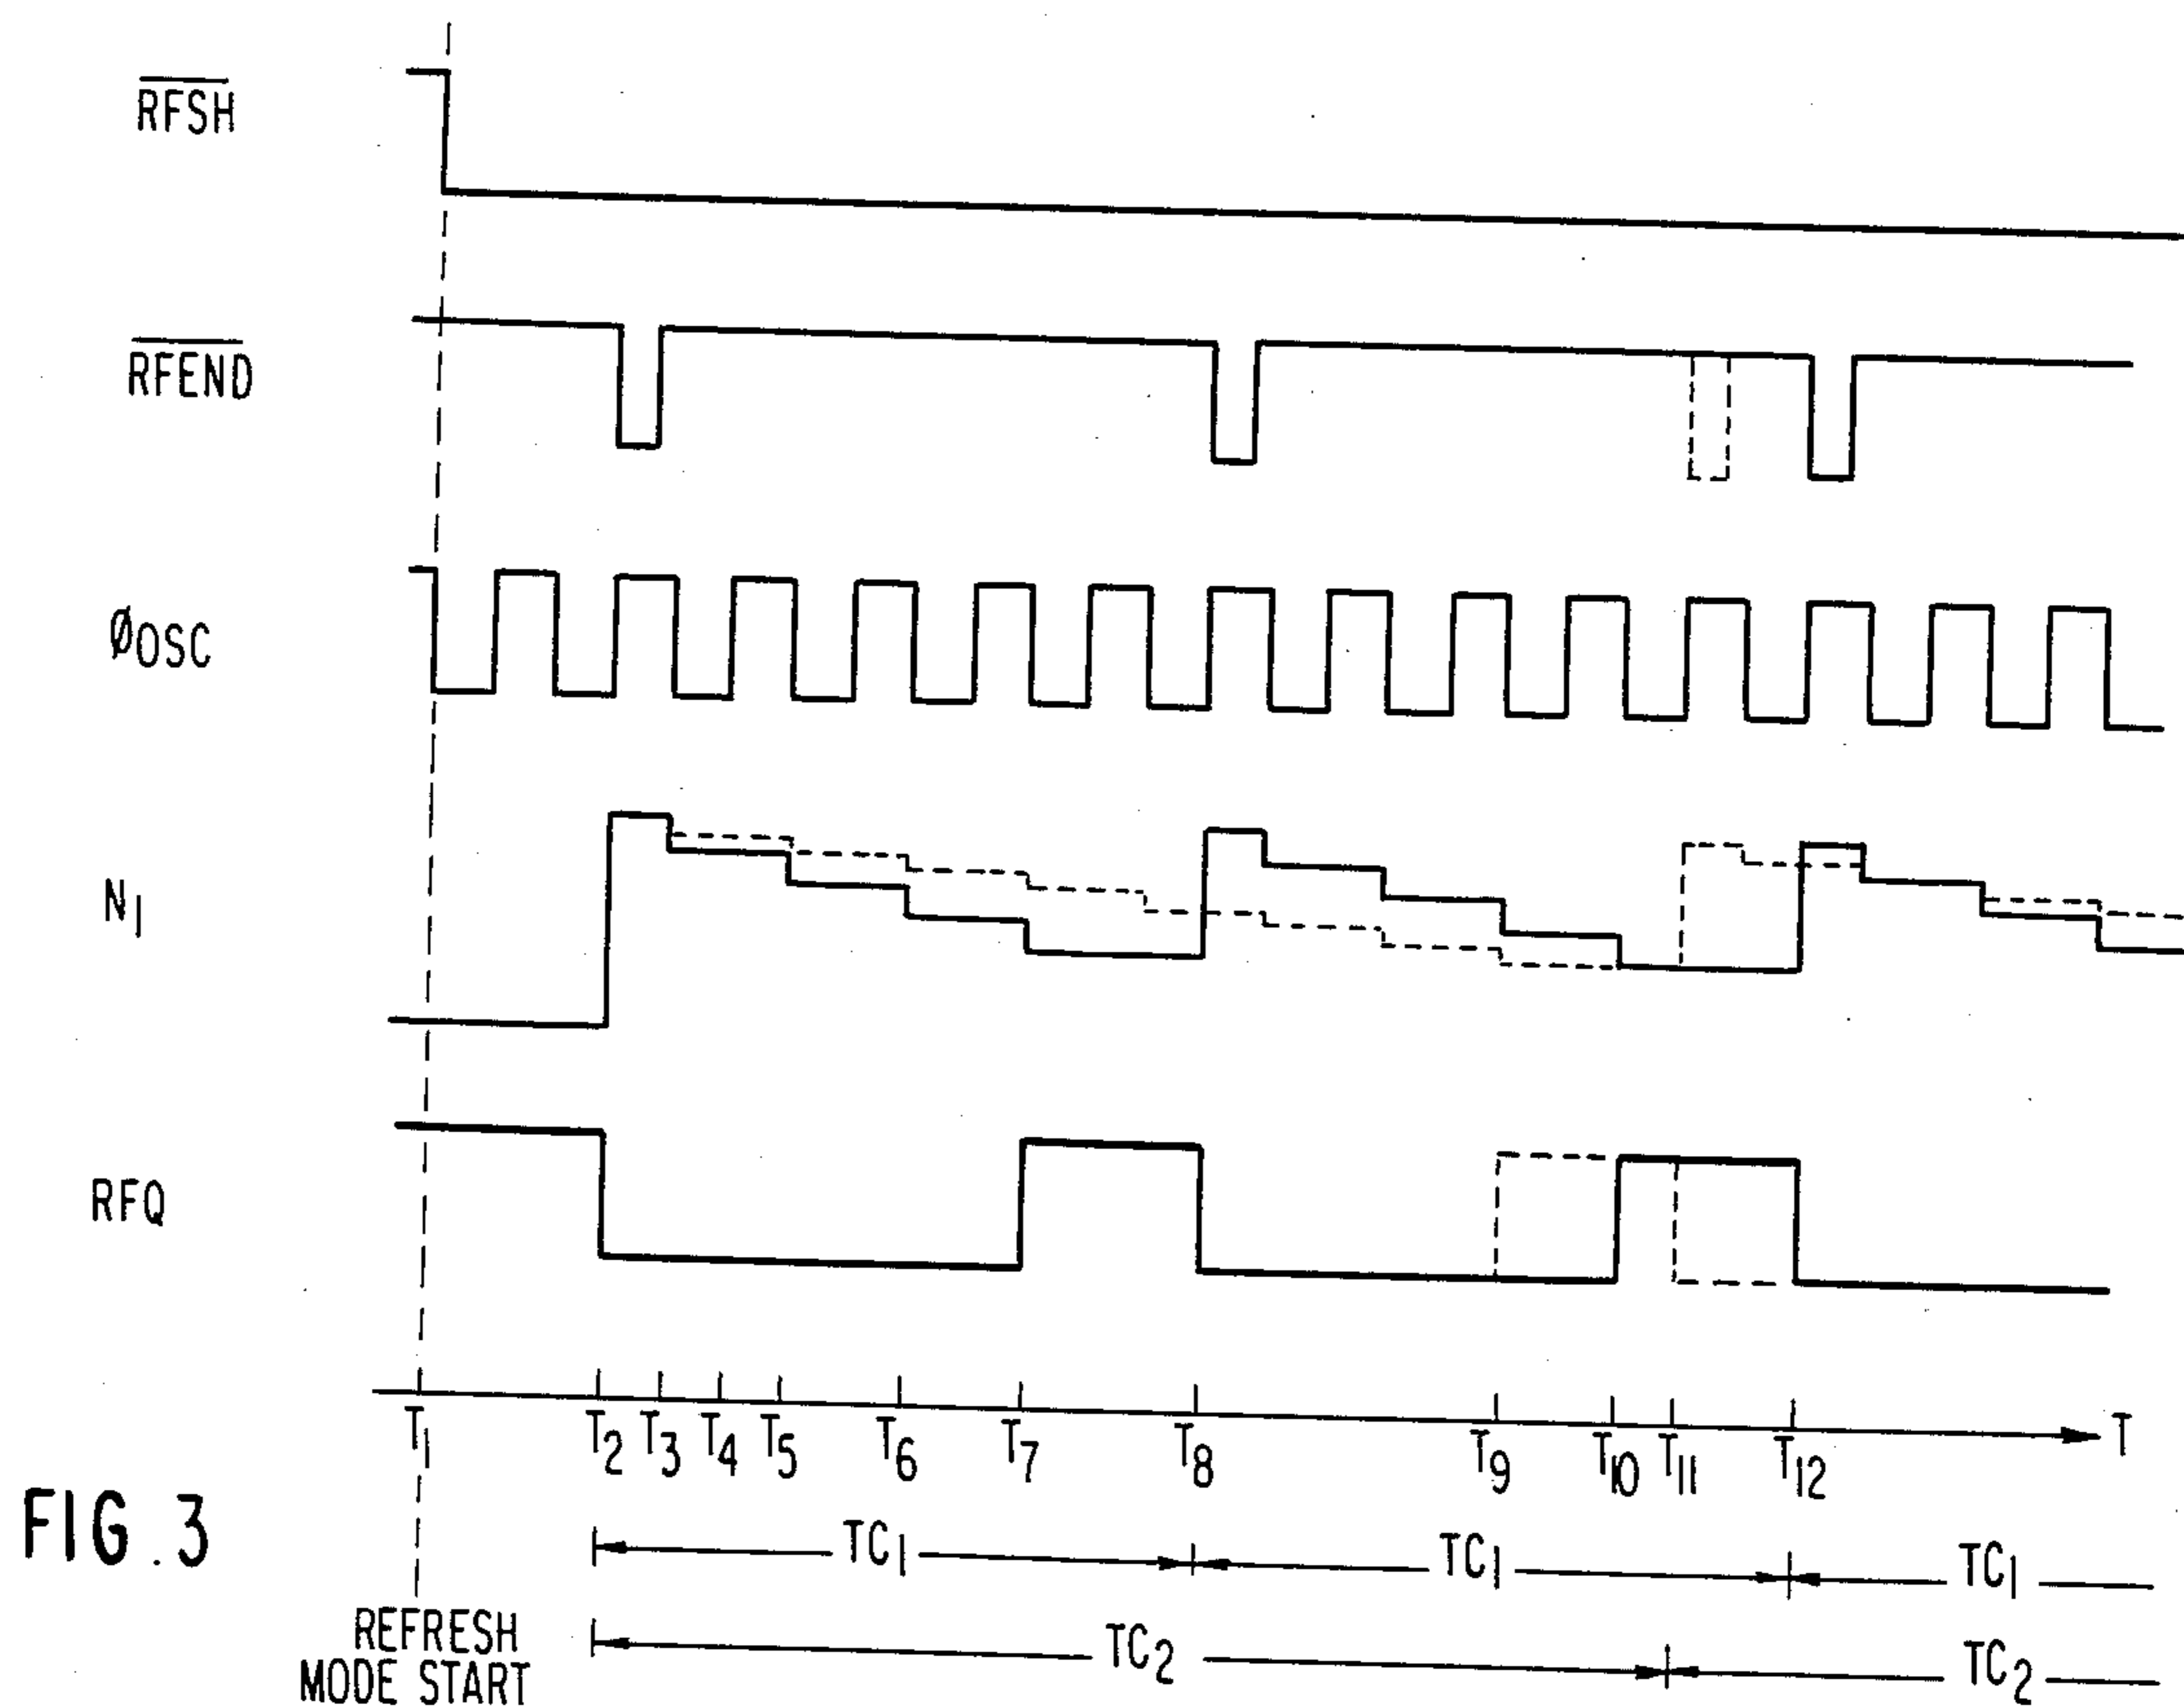 RFSH
RFEND
ØOSC
N1
RFQ
T1 T2 T3 T4 T5 T6 T7 T8 T9 T10 T11 T12 T
FIG. 3
TC1 TC1 TC1
REFRESH
MODE START
TC2 TC2